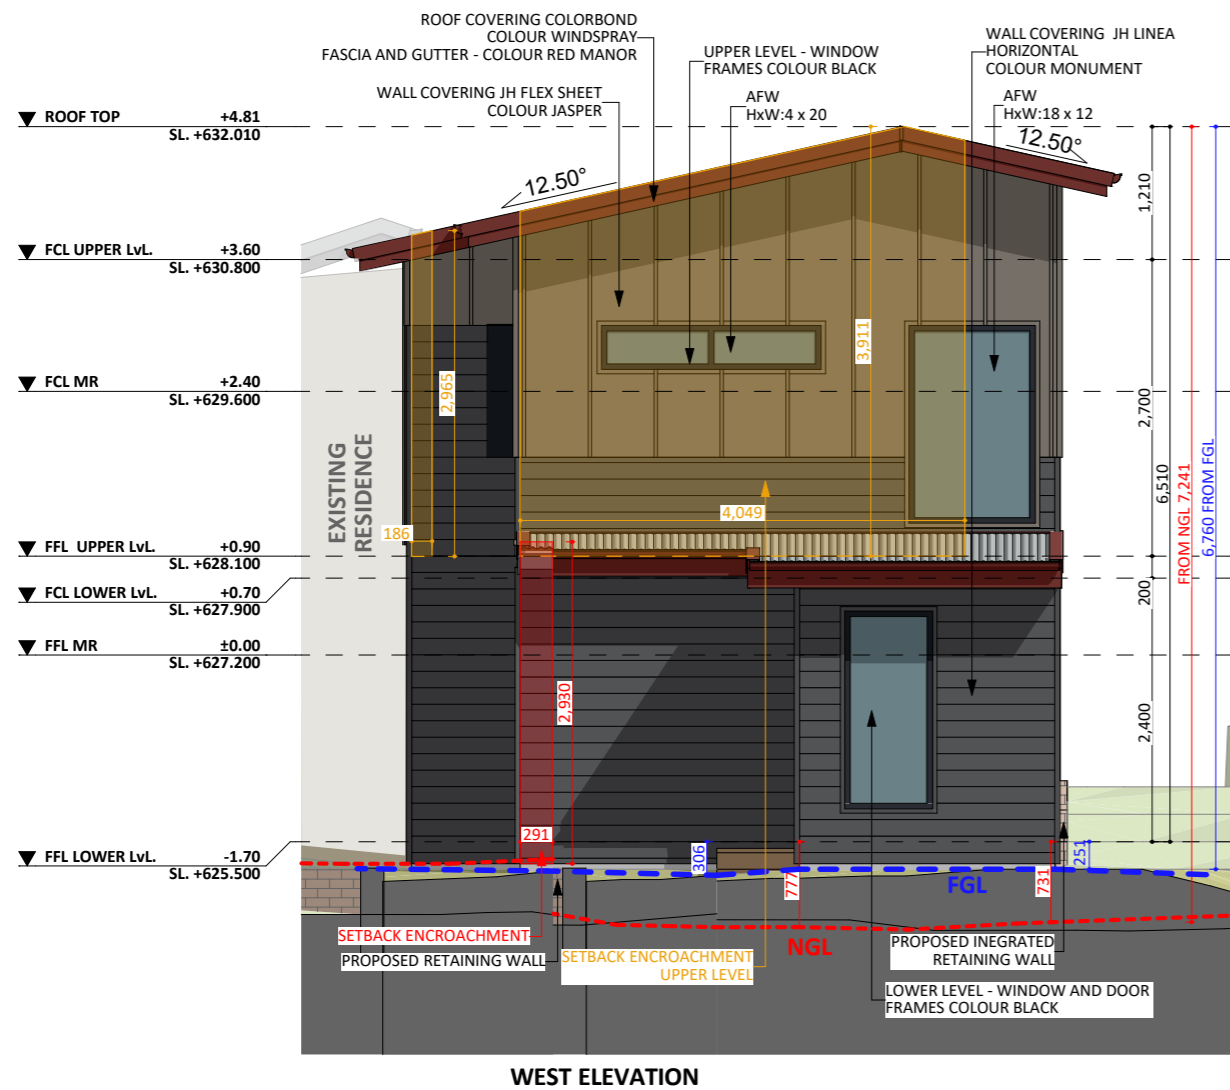 ROOF COVERING COLORBOND
COLOUR WINDSPRAY
FASCIA AND GUTTER - COLOUR RED MANOR
WALL COVERING JH FLEX SHEET
COLOUR JASPER
UPPER LEVEL - WINDOW
FRAMES COLOUR BLACK
AFW
HxW:4 x 20
WALL COVERING JH LINEA
HORIZONTAL
COLOUR MONUMENT
AFW
HxW:18 x 12
12.50°
12.50°
ROOF TOP +4.81
SL. +632.010
FCL UPPER LvL. +3.60
SL. +630.800
FCL MR +2.40
SL. +629.600
FFL UPPER LvL. +0.90
SL. +628.100
FCL LOWER LvL. +0.70
SL. +627.900
FFL MR ±0.00
SL. +627.200
FFL LOWER LvL. -1.70
SL. +625.500
EXISTING
RESIDENCE
2,965
186
3,911
4,049
2,930
291
306
777
731
251
1,210
2,700
200
2,400
6,510
FROM NGL 7,241
6,760 FROM FGL
FGL
NGL
SETBACK ENCROACHMENT
PROPOSED RETAINING WALL
SETBACK ENCROACHMENT
UPPER LEVEL
PROPOSED INEGRATED
RETAINING WALL
LOWER LEVEL - WINDOW AND DOOR
FRAMES COLOUR BLACK
WEST ELEVATION